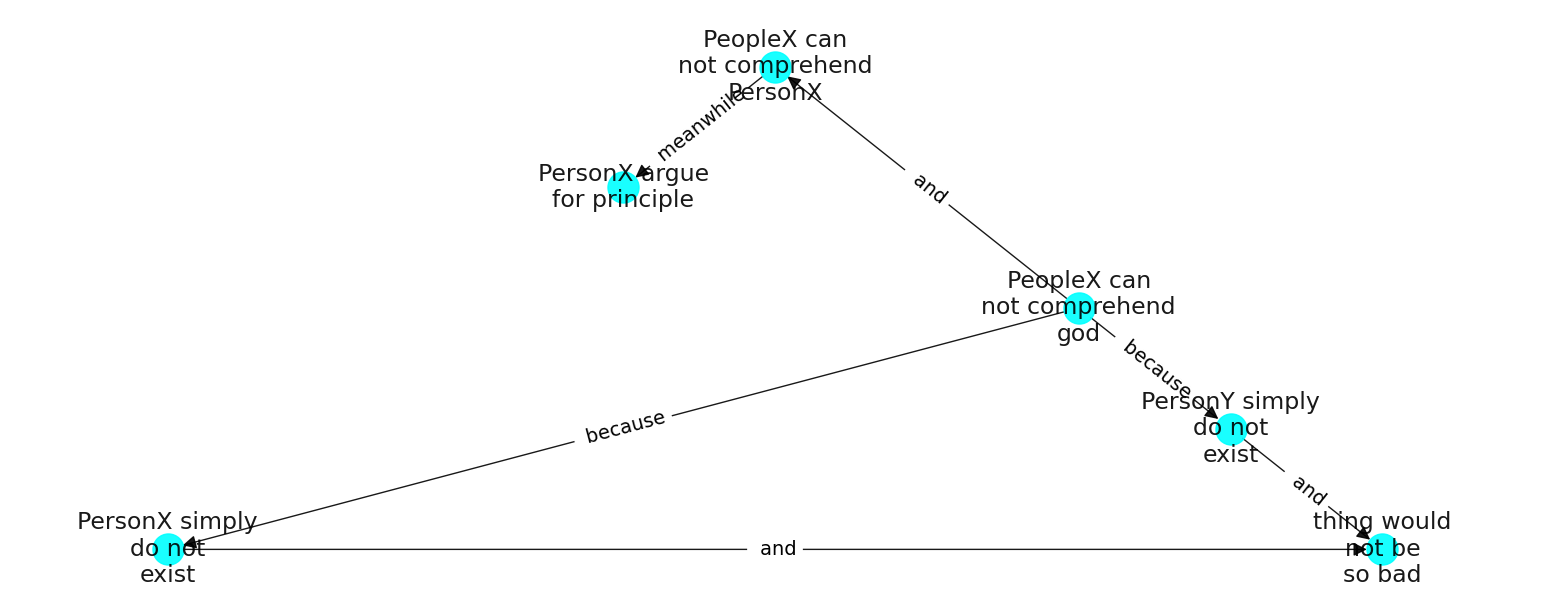 PeopleX can
not comprehend
PersonX
meanwhile
PersonX argue
for principle
and
PeopleX can
not comprehend
god
because
PersonY simply
do not
exist
because
and
PersonX simply
do not
exist
and
thing would
not be
so bad